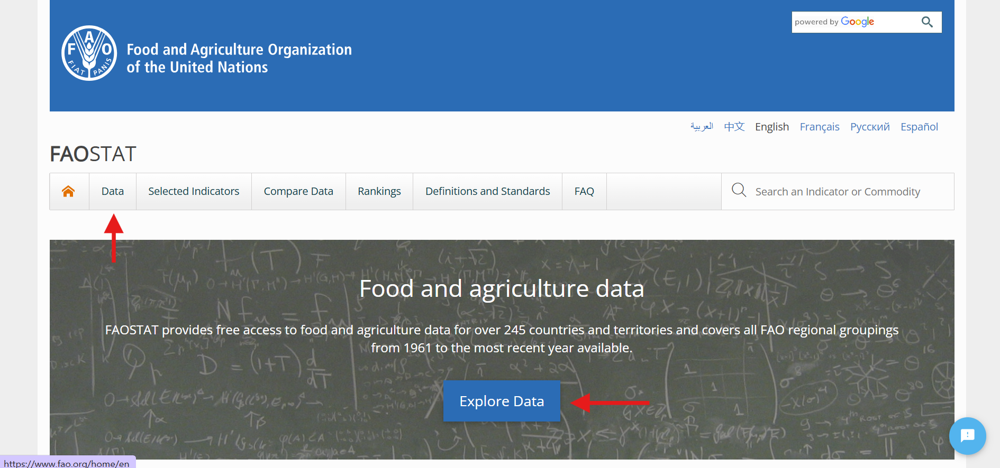 powered by Google
FAO
FIAT PANIS
Food and Agriculture Organization
of the United Nations
العربية 中文 English Français Русский Español
FAOSTAT
Data Selected Indicators Compare Data Rankings Definitions and Standards FAQ Search an Indicator or Commodity
Food and agriculture data
FAOSTAT provides free access to food and agriculture data for over 245 countries and territories and covers all FAO regional groupings
from 1961 to the most recent year available.
Explore Data
https://www.fao.org/home/en